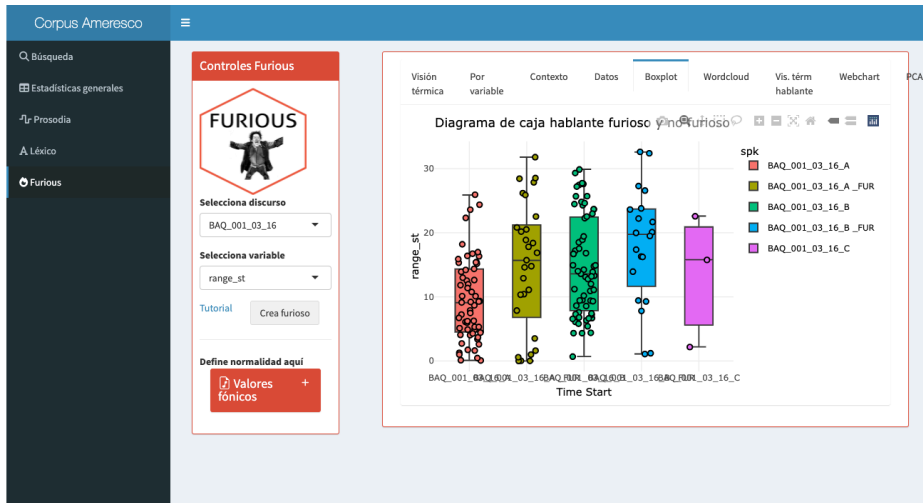 Corpus Ameresco
Búsqueda
Estadísticas generales
Prosodia
Léxico
Furious
Controles Furious
FURIOUS
Selecciona discurso
BAQ_001_03_16
Selecciona variable
range_st
Tutorial
Crea furioso
Define normalidad aquí
Valores
fónicos
+
Visión
térmica
Por
variable
Contexto
Datos
Boxplot
Wordcloud
Vis. térm
hablante
Webchart
PCA
Diagrama de caja hablante furioso y no furioso
spk
BAQ_001_03_16_A
BAQ_001_03_16_A _FUR
BAQ_001_03_16_B
BAQ_001_03_16_B _FUR
BAQ_001_03_16_C
range_st
30
20
10
0
Time Start